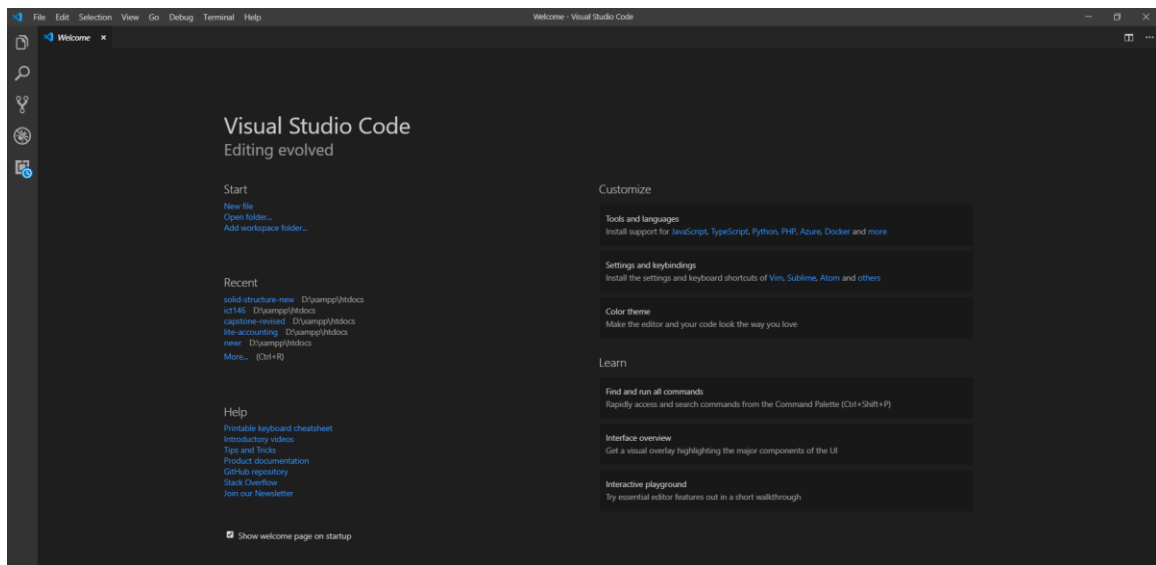 File Edit Selection View Go Debug Terminal Help
Welcome - Visual Studio Code
Welcome
Visual Studio Code
Editing evolved
Start
New file
Open folder...
Add workspace folder...
Recent
solid-structure-new D:\xampp\htdocs
ict146 D:\xampp\htdocs
capstone-revised D:\xampp\htdocs
lite-accounting D:\xampp\htdocs
newr D:\xampp\htdocs
More... (Ctrl+R)
Help
Printable keyboard cheatsheet
Introductory videos
Tips and Tricks
Product documentation
GitHub repository
Stack Overflow
Join our Newsletter
Show welcome page on startup
Customize
Tools and languages
Install support for JavaScript, TypeScript, Python, PHP, Azure, Docker and more
Settings and keybindings
Install the settings and keyboard shortcuts of Vim, Sublime, Atom and others
Color theme
Make the editor and your code look the way you love
Learn
Find and run all commands
Rapidly access and search commands from the Command Palette (Ctrl+Shift+P)
Interface overview
Get a visual overlay highlighting the major components of the UI
Interactive playground
Try essential editor features out in a short walkthrough